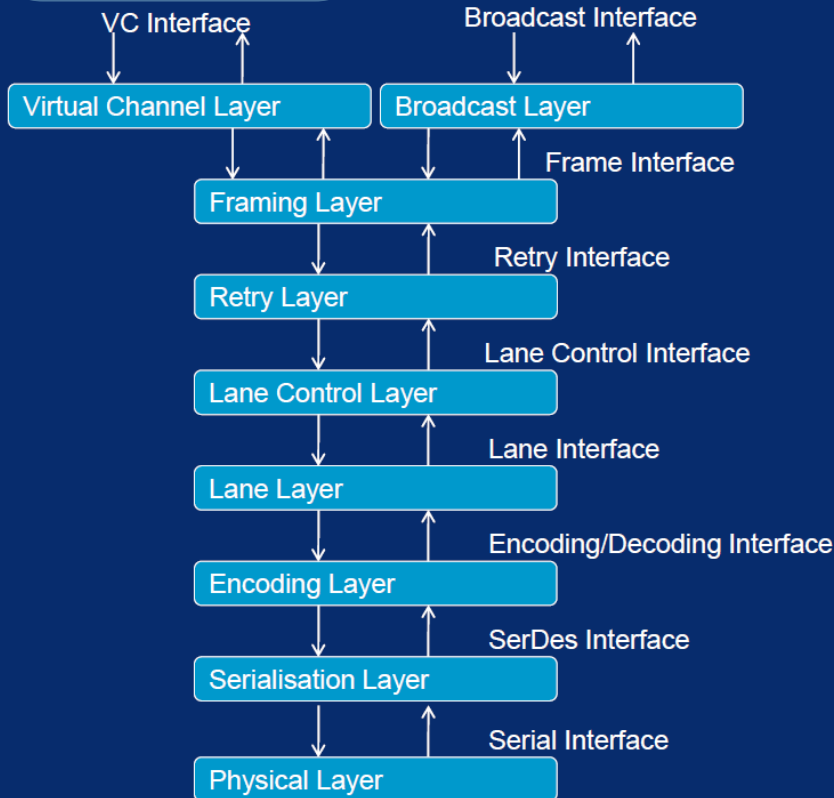 VC Interface
Broadcast Interface
Virtual Channel Layer
Broadcast Layer
Frame Interface
Framing Layer
Retry Interface
Retry Layer
Lane Control Interface
Lane Control Layer
Lane Interface
Lane Layer
Encoding/Decoding Interface
Encoding Layer
SerDes Interface
Serialisation Layer
Serial Interface
Physical Layer